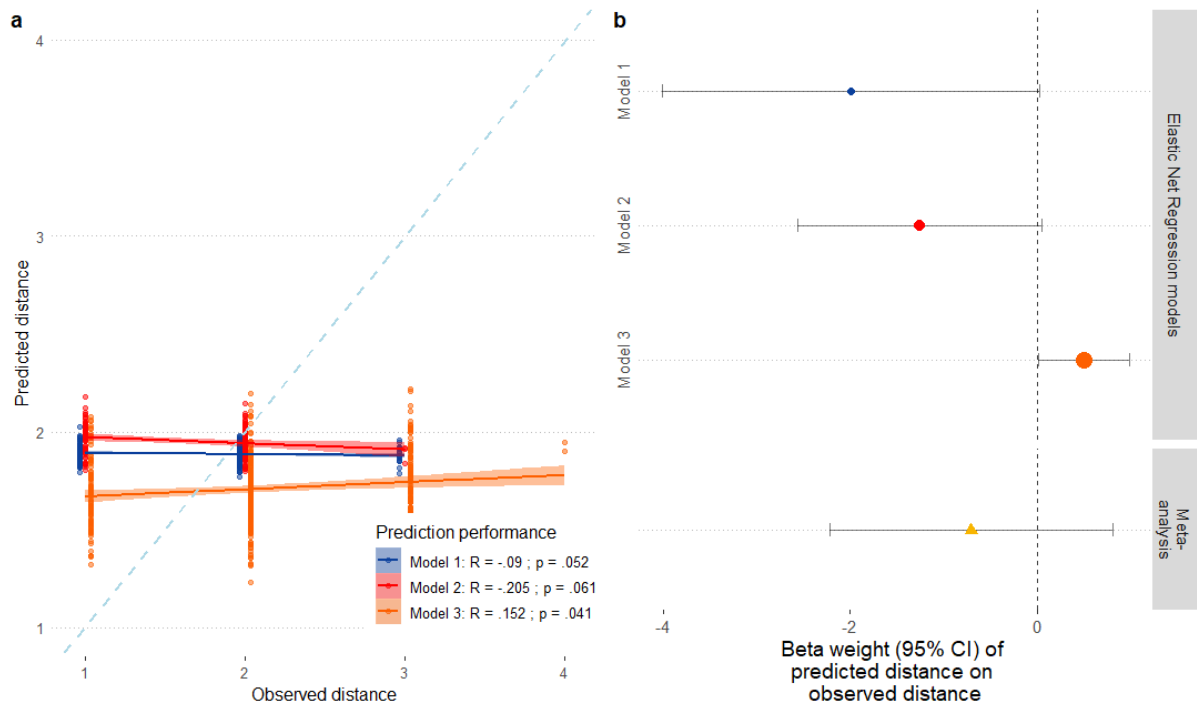 a
4
3
2
1
Predicted distance
Prediction performance
Model 1: R = -.09 ; p = .052
Model 2: R = -.205 ; p = .061
Model 3: R = .152 ; p = .041
1
2
3
4
Observed distance
b
Model 1
Model 2
Model 3
Elastic Net Regression models
Meta-
analysis
-4
-2
0
Beta weight (95% CI) of
predicted distance on
observed distance